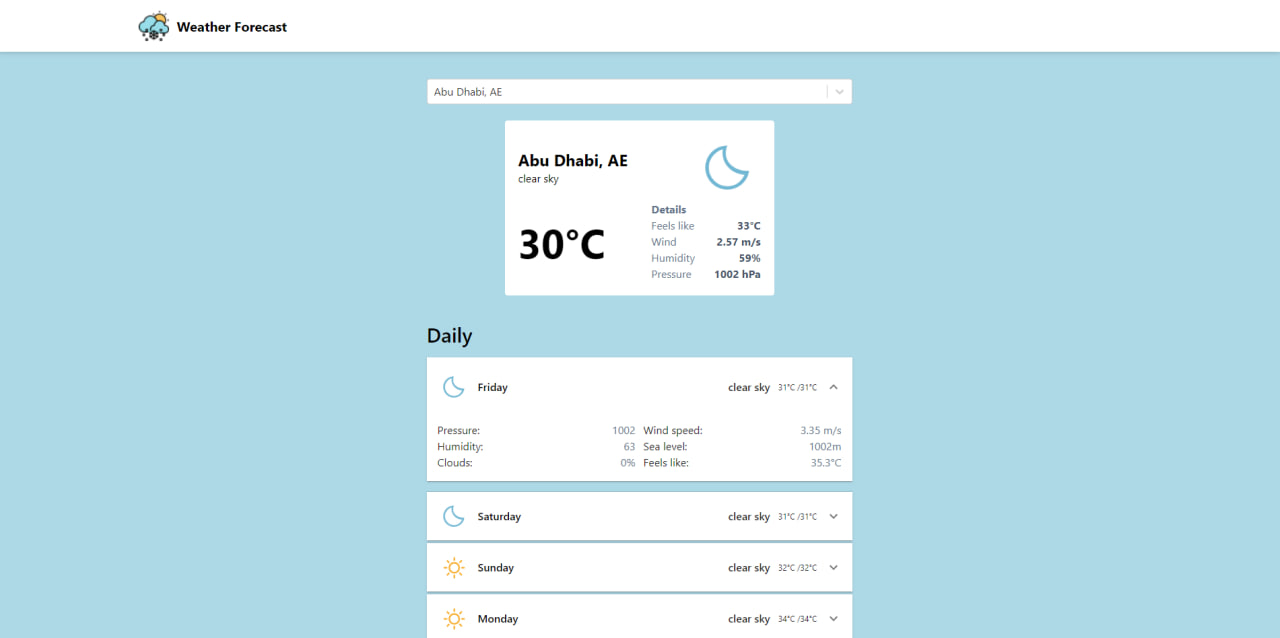 Weather Forecast
Abu Dhabi, AE
Abu Dhabi, AE
clear sky
30°C
Details
Feels like 33°C
Wind 2.57 m/s
Humidity 59%
Pressure 1002 hPa
Daily
Friday clear sky 31°C /31°C
Pressure: 1002 Wind speed: 3.35 m/s
Humidity: 63 Sea level: 1002m
Clouds: 0% Feels like: 35.3°C
Saturday clear sky 31°C /31°C
Sunday clear sky 32°C /32°C
Monday clear sky 34°C /34°C